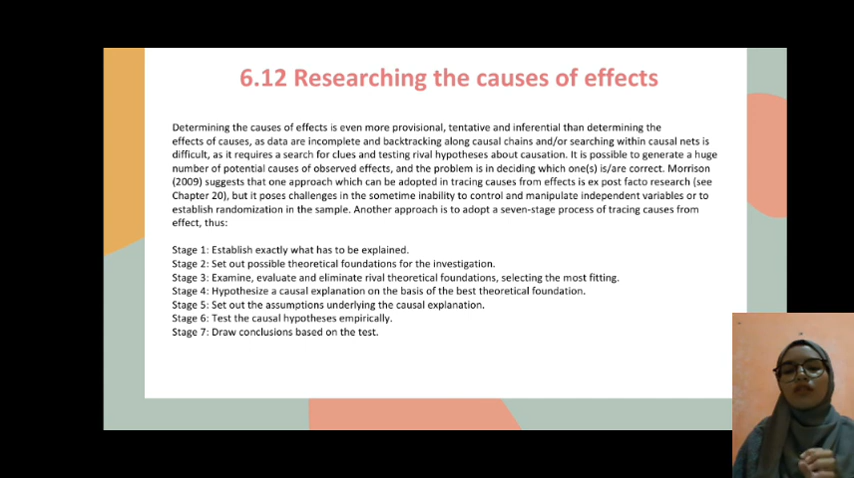 6.12 Researching the causes of effects
Determining the causes of effects is even more provisional, tentative and inferential than determining the
effects of causes, as data are incomplete and backtracking along causal chains and/or searching within causal nets is
difficult, as it requires a search for clues and testing rival hypotheses about causation. It is possible to generate a huge
number of potential causes of observed effects, and the problem is in deciding which one(s) is/are correct. Morrison
(2009) suggests that one approach which can be adopted in tracing causes from effects is ex post facto research (see
Chapter 20), but it poses challenges in the sometime inability to control and manipulate independent variables or to
establish randomization in the sample. Another approach is to adopt a seven-stage process of tracing causes from
effect, thus:
Stage 1: Establish exactly what has to be explained.
Stage 2: Set out possible theoretical foundations for the investigation.
Stage 3: Examine, evaluate and eliminate rival theoretical foundations, selecting the most fitting.
Stage 4: Hypothesize a causal explanation on the basis of the best theoretical foundation.
Stage 5: Set out the assumptions underlying the causal explanation.
Stage 6: Test the causal hypotheses empirically.
Stage 7: Draw conclusions based on the test.